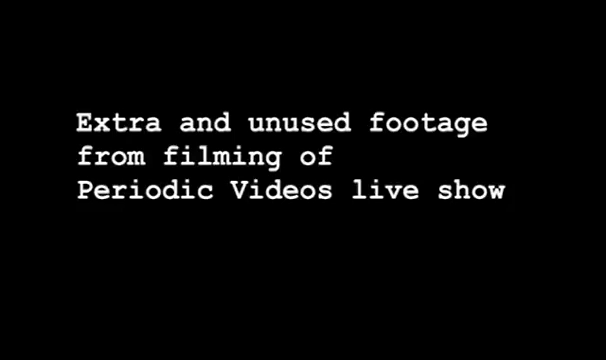 Extra and unused footage
from filming of
Periodic Videos live show